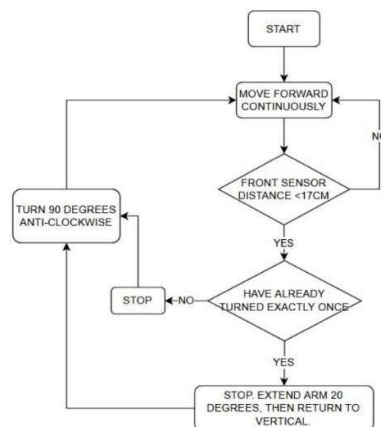 START
MOVE FORWARD
CONTINUOUSLY
NO
FRONT SENSOR
DISTANCE <17CM
TURN 90 DEGREES
ANTI-CLOCKWISE
YES
STOP
NO
HAVE ALREADY
TURNED EXACTLY ONCE
YES
STOP. EXTEND ARM 20
DEGREES, THEN RETURN TO
VERTICAL.